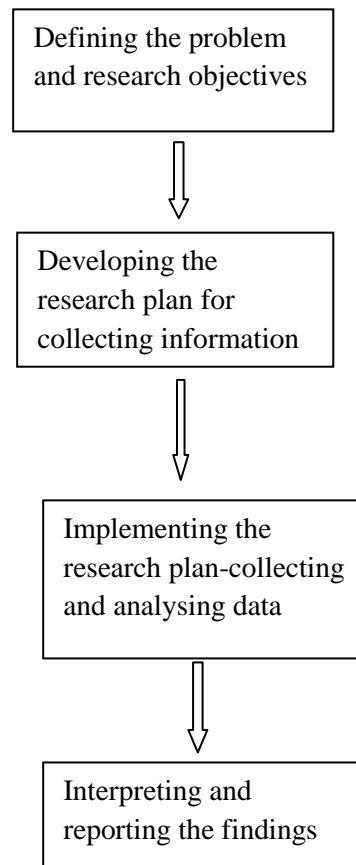 Defining the problem
and research objectives
Developing the
research plan for
collecting information
Implementing the
research plan-collecting
and analysing data
Interpreting and
reporting the findings